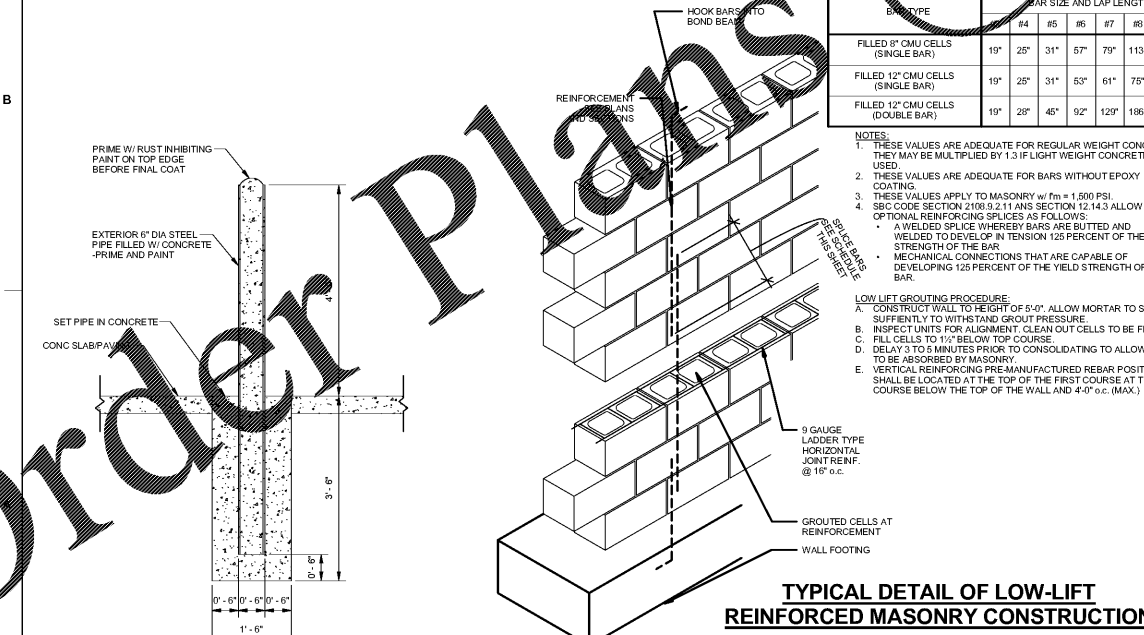 B
PRIME W/ RUST INHIBITING
PAINT ON TOP EDGE
BEFORE FINAL COAT
EXTERIOR 6" DIA STEEL
PIPE FILLED W/ CONCRETE
-PRIME AND PAINT
SET PIPE IN CONCRETE
CONC SLAB/PAVING
3' - 6"
0' - 6"
0' - 6" 0' - 6" 0' - 6"
1' - 6"
Order Plans
HOOK BARS INTO
BOND BEAM
REINFORCEMENT
SEE PLANS
AND SECTIONS
SPLICE BARS
SEE SCHEDULE
THIS SHEET
9 GAUGE
LADDER TYPE
HORIZONTAL
JOINT REINF.
@ 16" o.c.
GROUTED CELLS AT
REINFORCEMENT
WALL FOOTING
TYPICAL DETAIL OF LOW-LIFT
REINFORCED MASONRY CONSTRUCTION
BAR TYPE
BAR SIZE AND LAP LENGT
#4 #5 #6 #7 #8
FILLED 8" CMU CELLS
(SINGLE BAR)
19" 25" 31" 57" 79" 113
FILLED 12" CMU CELLS
(SINGLE BAR)
19" 25" 31" 53" 61" 75"
FILLED 12" CMU CELLS
(DOUBLE BAR)
19" 28" 45" 92" 129" 186
NOTES:
1. THESE VALUES ARE ADEQUATE FOR REGULAR WEIGHT CONC
THEY MAY BE MULTIPLIED BY 1.3 IF LIGHT WEIGHT CONCRET
USED.
2. THESE VALUES ARE ADEQUATE FOR BARS WITHOUT EPOXY
COATING.
3. THESE VALUES APPLY TO MASONRY w/ f'm = 1,500 PSI.
4. SBC CODE SECTION 2108.9.2.11 ANS SECTION 12.14.3 ALLOW
OPTIONAL REINFORCING SPLICES AS FOLLOWS:
• A WELDED SPLICE WHEREBY BARS ARE BUTTED AND
WELDED TO DEVELOP IN TENSION 125 PERCENT OF THE
STRENGTH OF THE BAR
• MECHANICAL CONNECTIONS THAT ARE CAPABLE OF
DEVELOPING 125 PERCENT OF THE YIELD STRENGTH OF
BAR.
LOW LIFT GROUTING PROCEDURE:
A. CONSTRUCT WALL TO HEIGHT OF 5'-0". ALLOW MORTAR TO S
SUFFIENTLY TO WITHSTAND GROUT PRESSURE.
B. INSPECT UNITS FOR ALIGNMENT. CLEAN OUT CELLS TO BE F
C. FILL CELLS TO 1½" BELOW TOP COURSE.
D. DELAY 3 TO 5 MINUTES PRIOR TO CONSOLIDATING TO ALLOW
TO BE ABSORBED BY MASONRY.
E. VERTICAL REINFORCING PRE-MANUFACTURED REBAR POSIT
SHALL BE LOCATED AT THE TOP OF THE FIRST COURSE AT T
COURSE BELOW THE TOP OF THE WALL AND 4'-0" o.c. (MAX.)